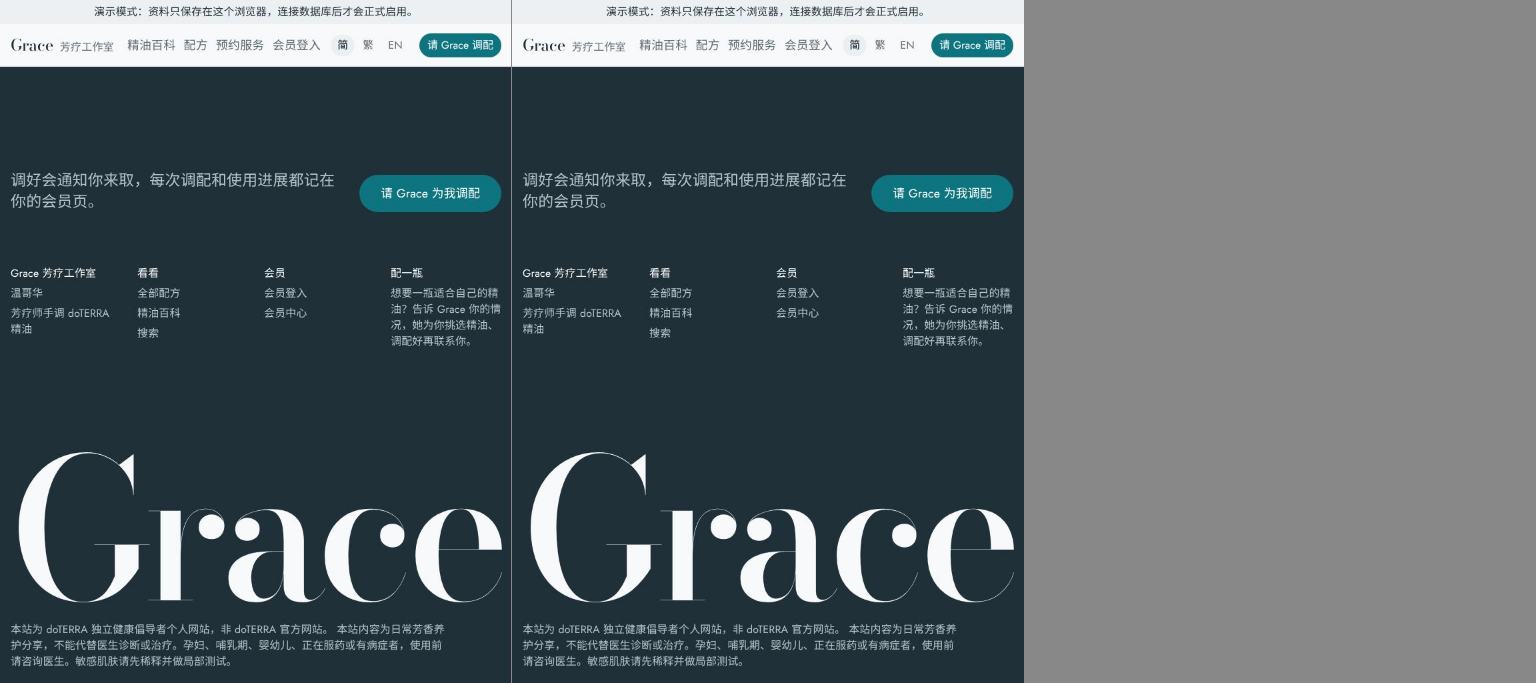 演示模式：资料只保存在这个浏览器，连接数据库后才会正式启用。
Grace 芳疗工作室 精油百科 配方 预约服务 会员登入 简 繁 EN 请 Grace 调配
调好会通知你来取，每次调配和使用进展都记在
你的会员页。
请 Grace 为我调配
Grace 芳疗工作室
温哥华
芳疗师手调 doTERRA
精油
看看
全部配方
精油百科
搜索
会员
会员登入
会员中心
配一瓶
想要一瓶适合自己的精
油？告诉 Grace 你的情
况，她为你挑选精油、
调配好再联系你。
Grace
本站为 doTERRA 独立健康倡导者个人网站，非 doTERRA 官方网站。 本站内容为日常芳香养
护分享，不能代替医生诊断或治疗。孕妇、哺乳期、婴幼儿、正在服药或有病症者，使用前
请咨询医生。敏感肌肤请先稀释并做局部测试。
演示模式：资料只保存在这个浏览器，连接数据库后才会正式启用。
Grace 芳疗工作室 精油百科 配方 预约服务 会员登入 简 繁 EN 请 Grace 调配
调好会通知你来取，每次调配和使用进展都记在
你的会员页。
请 Grace 为我调配
Grace 芳疗工作室
温哥华
芳疗师手调 doTERRA
精油
看看
全部配方
精油百科
搜索
会员
会员登入
会员中心
配一瓶
想要一瓶适合自己的精
油？告诉 Grace 你的情
况，她为你挑选精油、
调配好再联系你。
Grace
本站为 doTERRA 独立健康倡导者个人网站，非 doTERRA 官方网站。 本站内容为日常芳香养
护分享，不能代替医生诊断或治疗。孕妇、哺乳期、婴幼儿、正在服药或有病症者，使用前
请咨询医生。敏感肌肤请先稀释并做局部测试。